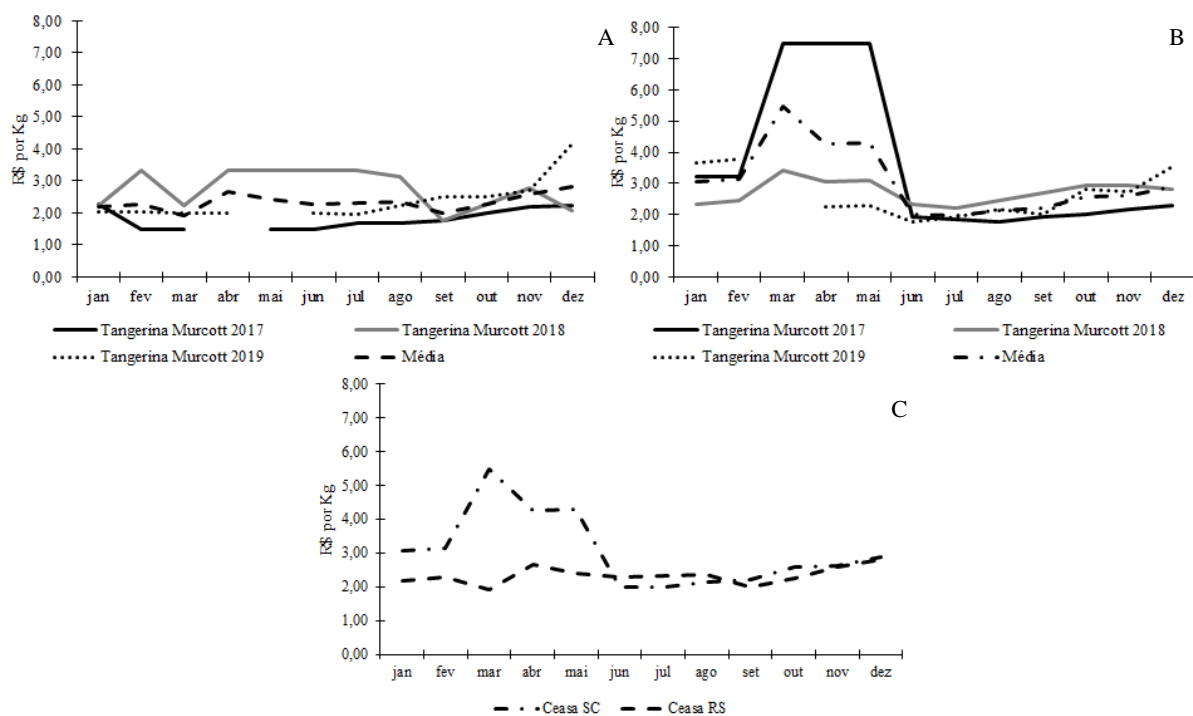 A
R$ por Kg
8,00
7,00
6,00
5,00
4,00
3,00
2,00
1,00
0,00
jan fev mar abr mai jun jul ago set out nov dez
Tangerina Murcott 2017 Tangerina Murcott 2018
Tangerina Murcott 2019 Média
B
R$ por Kg
8,00
7,00
6,00
5,00
4,00
3,00
2,00
1,00
0,00
jan fev mar abr mai jun jul ago set out nov dez
Tangerina Murcott 2017 Tangerina Murcott 2018
Tangerina Murcott 2019 Média
C
R$ por Kg
8,00
7,00
6,00
5,00
4,00
3,00
2,00
1,00
0,00
jan fev mar abr mai jun jul ago set out nov dez
Ceasa SC Ceasa RS